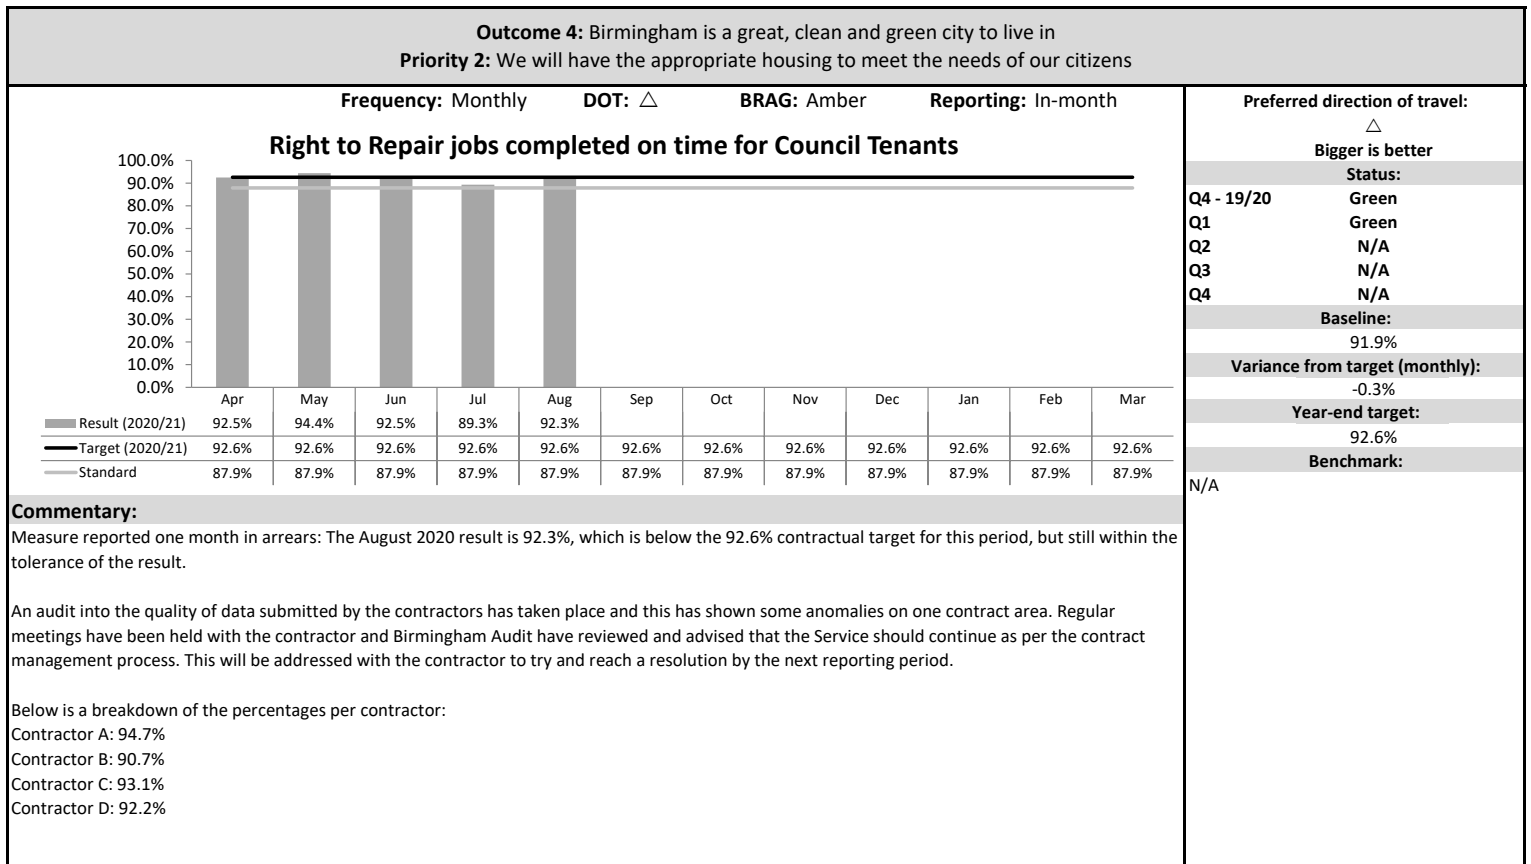 Outcome 4: Birmingham is a great, clean and green city to live in
Priority 2: We will have the appropriate housing to meet the needs of our citizens
Frequency: Monthly DOT: △ BRAG: Amber Reporting: In-month
Right to Repair jobs completed on time for Council Tenants
100.0%
90.0%
80.0%
70.0%
60.0%
50.0%
40.0%
30.0%
20.0%
10.0%
0.0%
Apr May Jun Jul Aug Sep Oct Nov Dec Jan Feb Mar
Result (2020/21) 92.5% 94.4% 92.5% 89.3% 92.3%
Target (2020/21) 92.6% 92.6% 92.6% 92.6% 92.6% 92.6% 92.6% 92.6% 92.6% 92.6% 92.6% 92.6%
Standard 87.9% 87.9% 87.9% 87.9% 87.9% 87.9% 87.9% 87.9% 87.9% 87.9% 87.9% 87.9%
Commentary:
Measure reported one month in arrears: The August 2020 result is 92.3%, which is below the 92.6% contractual target for this period, but still within the
tolerance of the result.
An audit into the quality of data submitted by the contractors has taken place and this has shown some anomalies on one contract area. Regular
meetings have been held with the contractor and Birmingham Audit have reviewed and advised that the Service should continue as per the contract
management process. This will be addressed with the contractor to try and reach a resolution by the next reporting period.
Below is a breakdown of the percentages per contractor:
Contractor A: 94.7%
Contractor B: 90.7%
Contractor C: 93.1%
Contractor D: 92.2%
Preferred direction of travel:
△
Bigger is better
Status:
Q4 - 19/20 Green
Q1 Green
Q2 N/A
Q3 N/A
Q4 N/A
Baseline:
91.9%
Variance from target (monthly):
-0.3%
Year-end target:
92.6%
Benchmark:
N/A